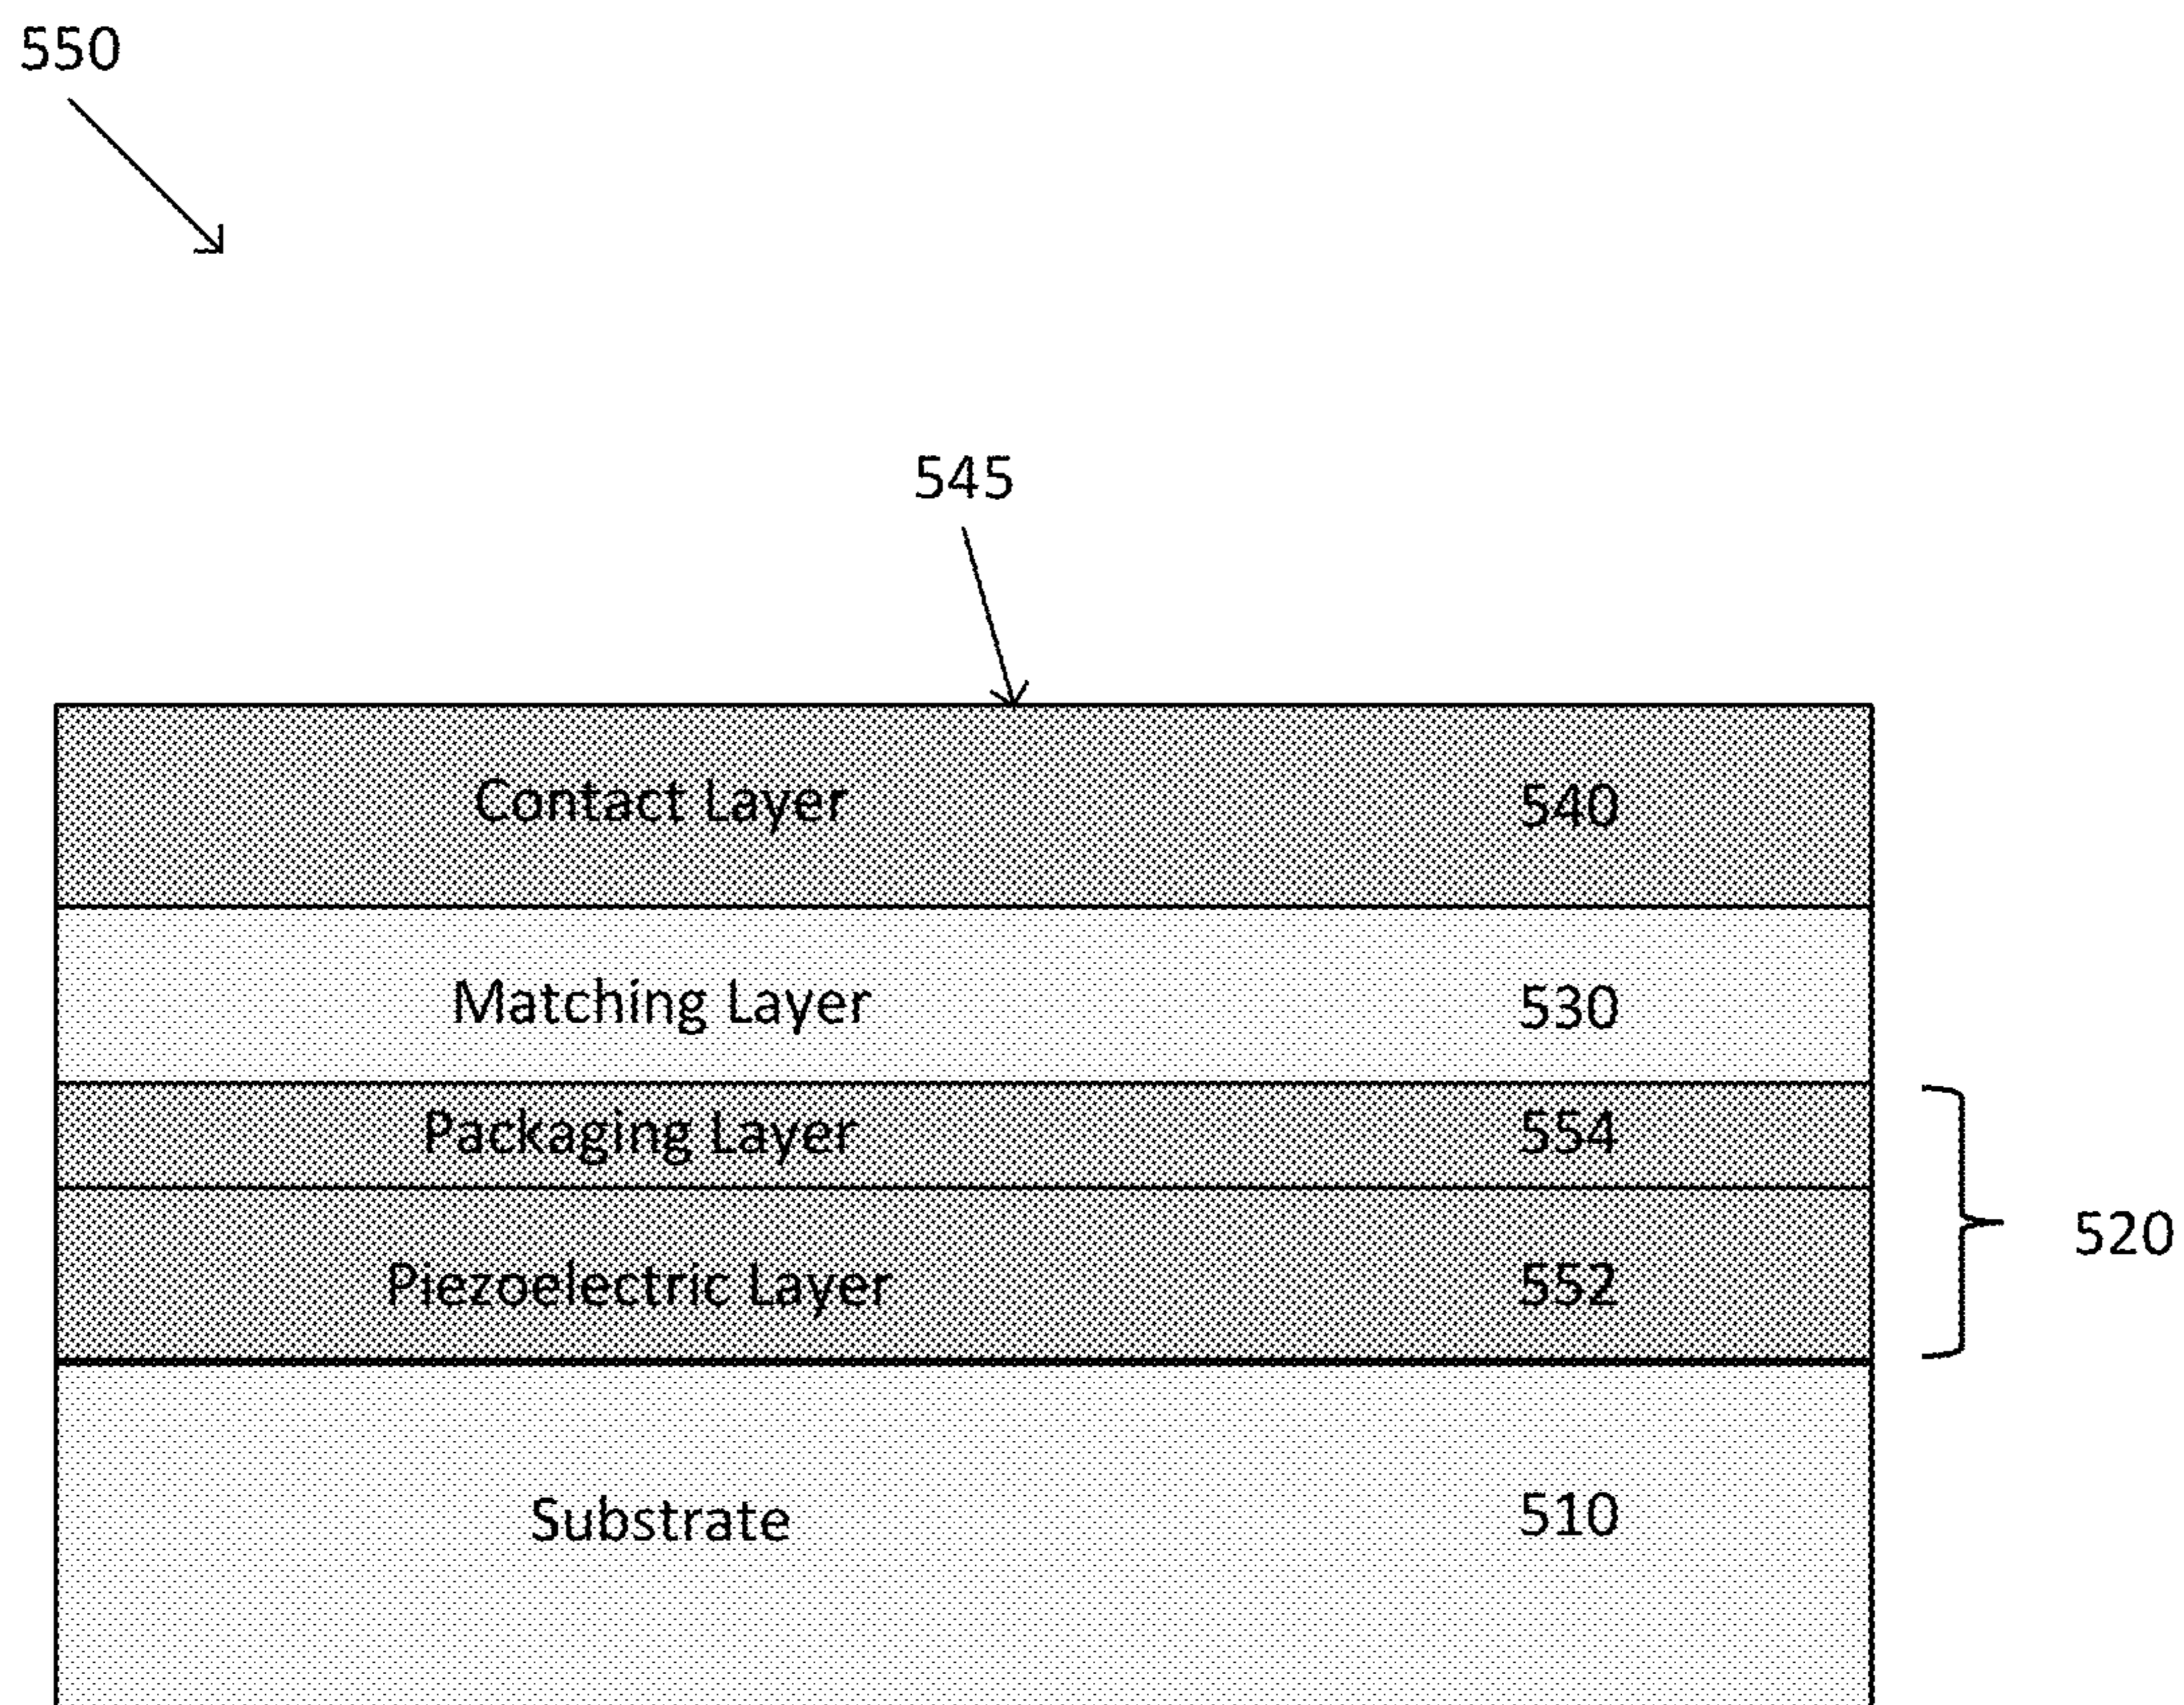 550
545
Contact Layer 540
Matching Layer 530
Packaging Layer 554
520
Piezoelectric Layer 552
Substrate 510